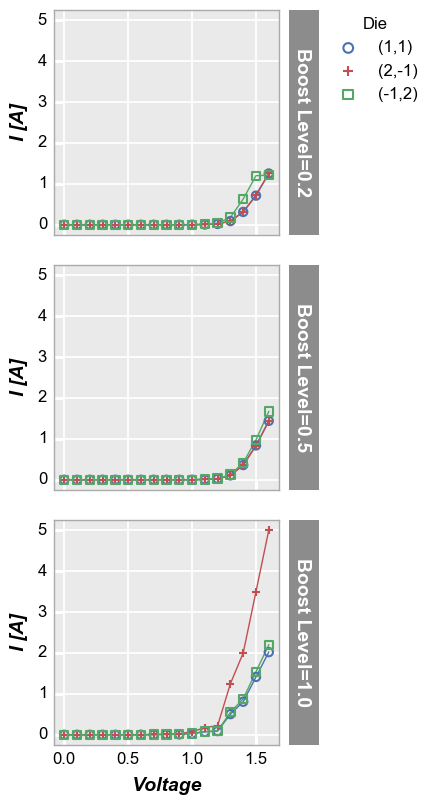 Die
(1,1)
(2,-1)
(-1,2)
5
4
3
2
1
0
I [A]
Boost Level=0.2
5
4
3
2
1
0
I [A]
Boost Level=0.5
5
4
3
2
1
0
I [A]
Boost Level=1.0
0.0 0.5 1.0 1.5
Voltage